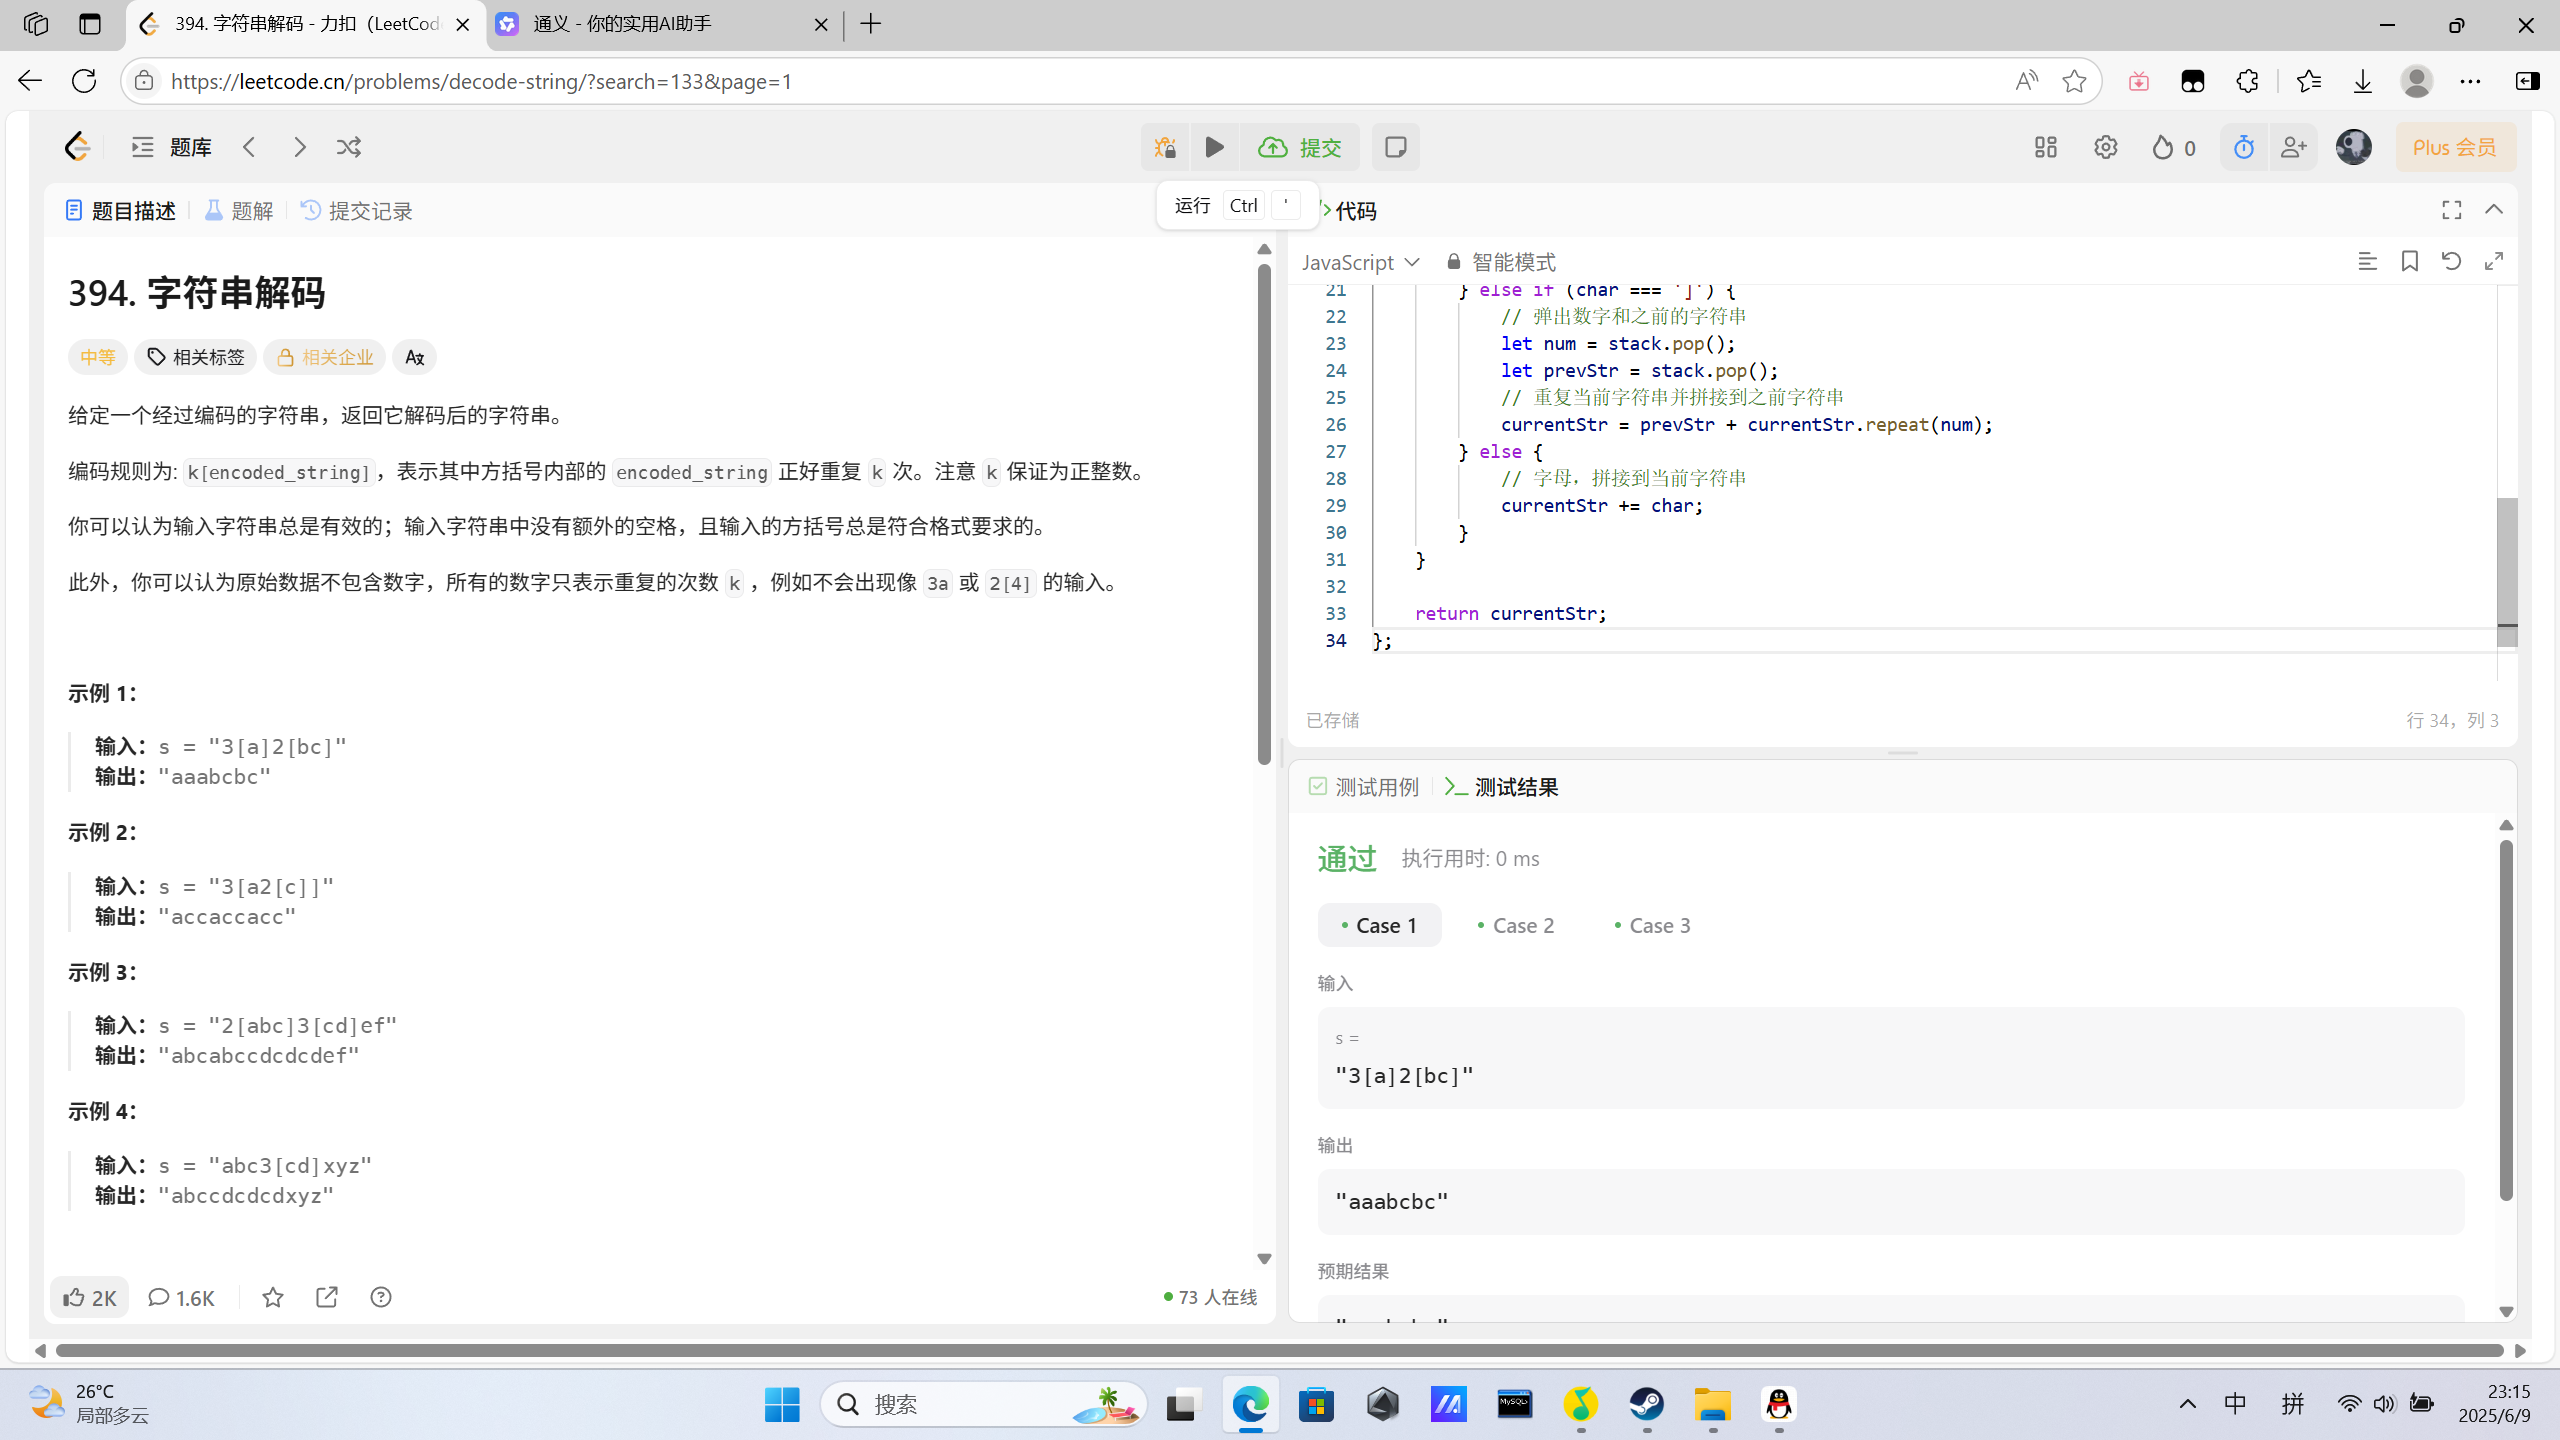 394. 字符串解码 - 力扣（LeetCod
通义 - 你的实用AI助手
https://leetcode.cn/problems/decode-string/?search=133&page=1
题库
提交
0
Plus 会员
运行 Ctrl '
题目描述
题解
提交记录
394. 字符串解码
中等
相关标签
相关企业
给定一个经过编码的字符串，返回它解码后的字符串。
编码规则为: k[encoded_string]，表示其中方括号内部的 encoded_string 正好重复 k 次。注意 k 保证为正整数。
你可以认为输入字符串总是有效的；输入字符串中没有额外的空格，且输入的方括号总是符合格式要求的。
此外，你可以认为原始数据不包含数字，所有的数字只表示重复的次数 k ，例如不会出现像 3a 或 2[4] 的输入。
示例 1：
输入：s = "3[a]2[bc]"
输出："aaabcbc"
示例 2：
输入：s = "3[a2[c]]"
输出："accaccacc"
示例 3：
输入：s = "2[abc]3[cd]ef"
输出："abcabccdcdcdef"
示例 4：
输入：s = "abc3[cd]xyz"
输出："abccdcdcdxyz"
2K
1.6K
73 人在线
代码
JavaScript
智能模式
21 } else if (char === ']') {
22 // 弹出数字和之前的字符串
23 let num = stack.pop();
24 let prevStr = stack.pop();
25 // 重复当前字符串并拼接到之前字符串
26 currentStr = prevStr + currentStr.repeat(num);
27 } else {
28 // 字母，拼接到当前字符串
29 currentStr += char;
30 }
31 }
32
33 return currentStr;
34 };
已存储
行 34，列 3
测试用例
测试结果
通过
执行用时: 0 ms
Case 1
Case 2
Case 3
输入
s =
"3[a]2[bc]"
输出
"aaabcbc"
预期结果
26°C
局部多云
搜索
MySQL
中
拼
23:15
2025/6/9